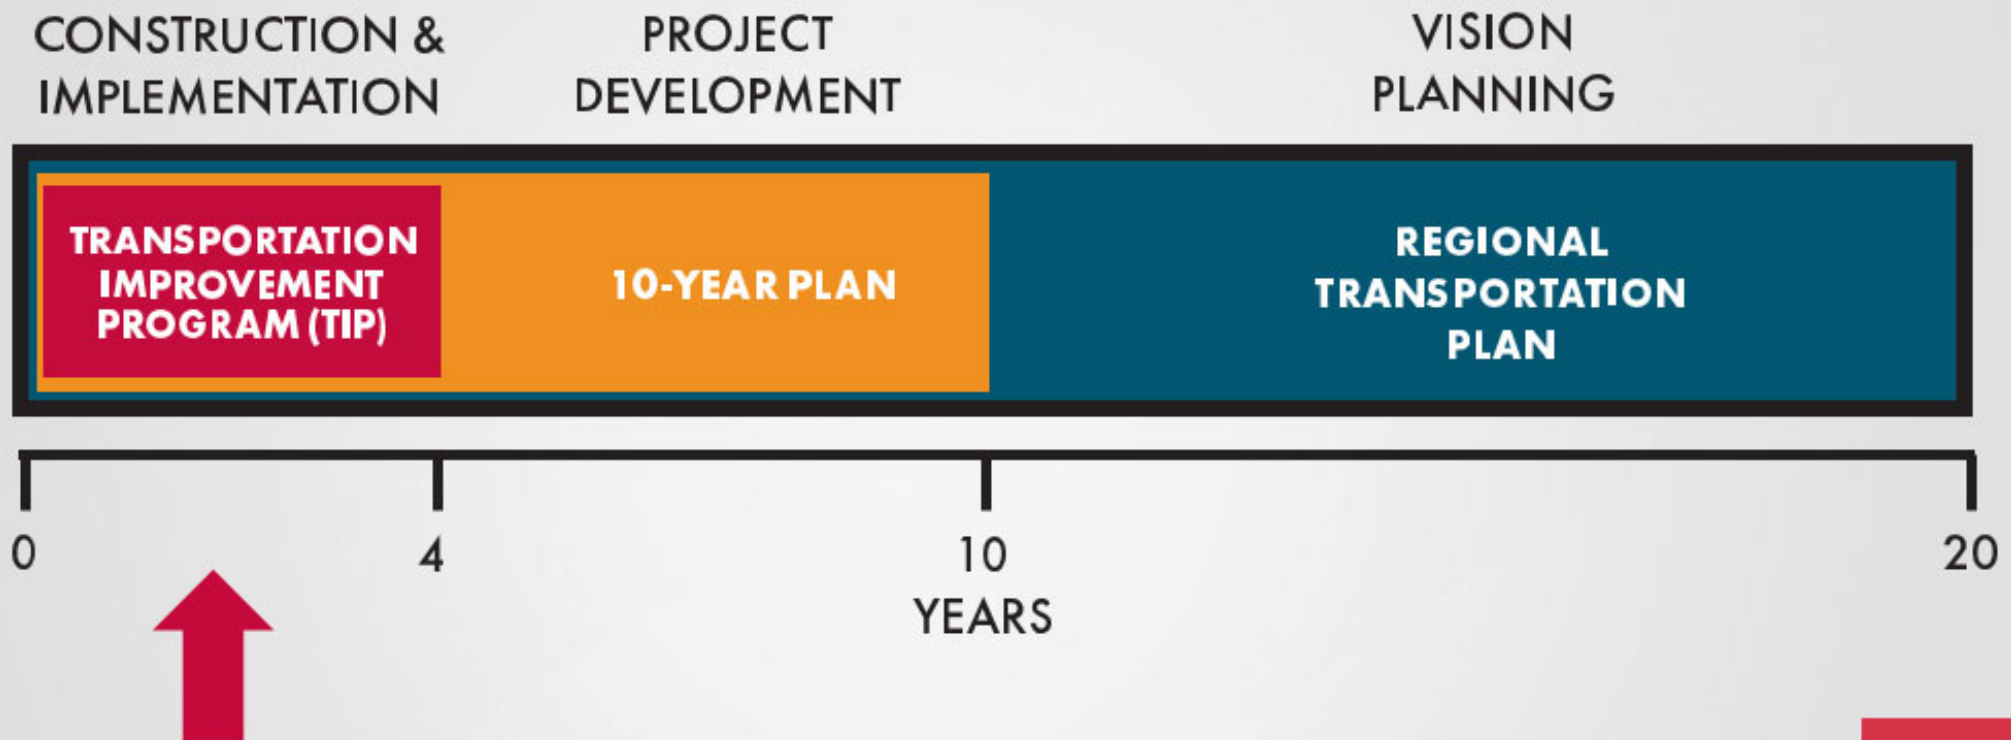 CONSTRUCTION &
IMPLEMENTATION
PROJECT
DEVELOPMENT
VISION
PLANNING
TRANSPORTATION
IMPROVEMENT
PROGRAM (TIP)
10-YEAR PLAN
REGIONAL
TRANSPORTATION
PLAN
0
4
10
20
YEARS